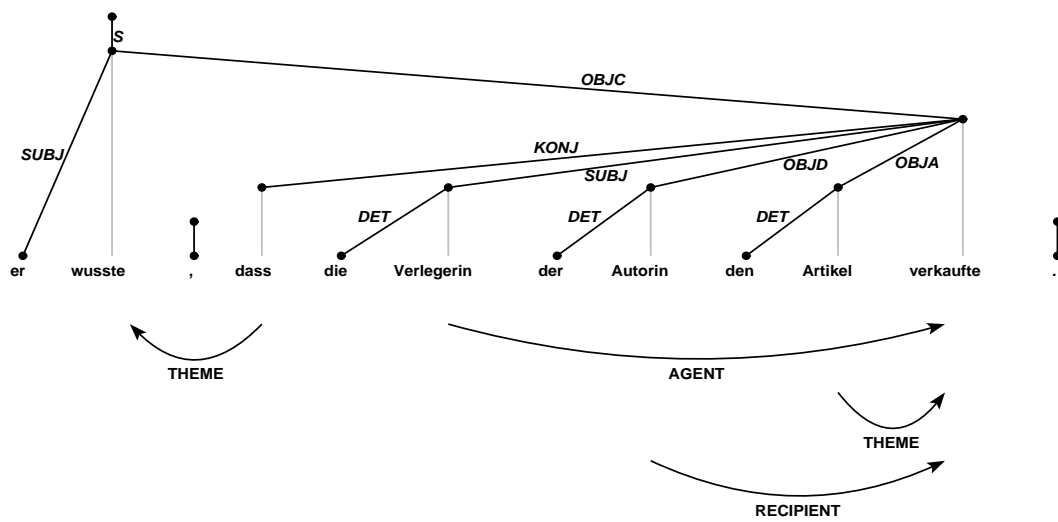 S
OBJC
SUBJ
KONJ
SUBJ
OBJD
OBJA
DET
DET
DET
er wusste , dass die Verlegerin der Autorin den Artikel verkaufte .
THEME
AGENT
THEME
RECIPIENT